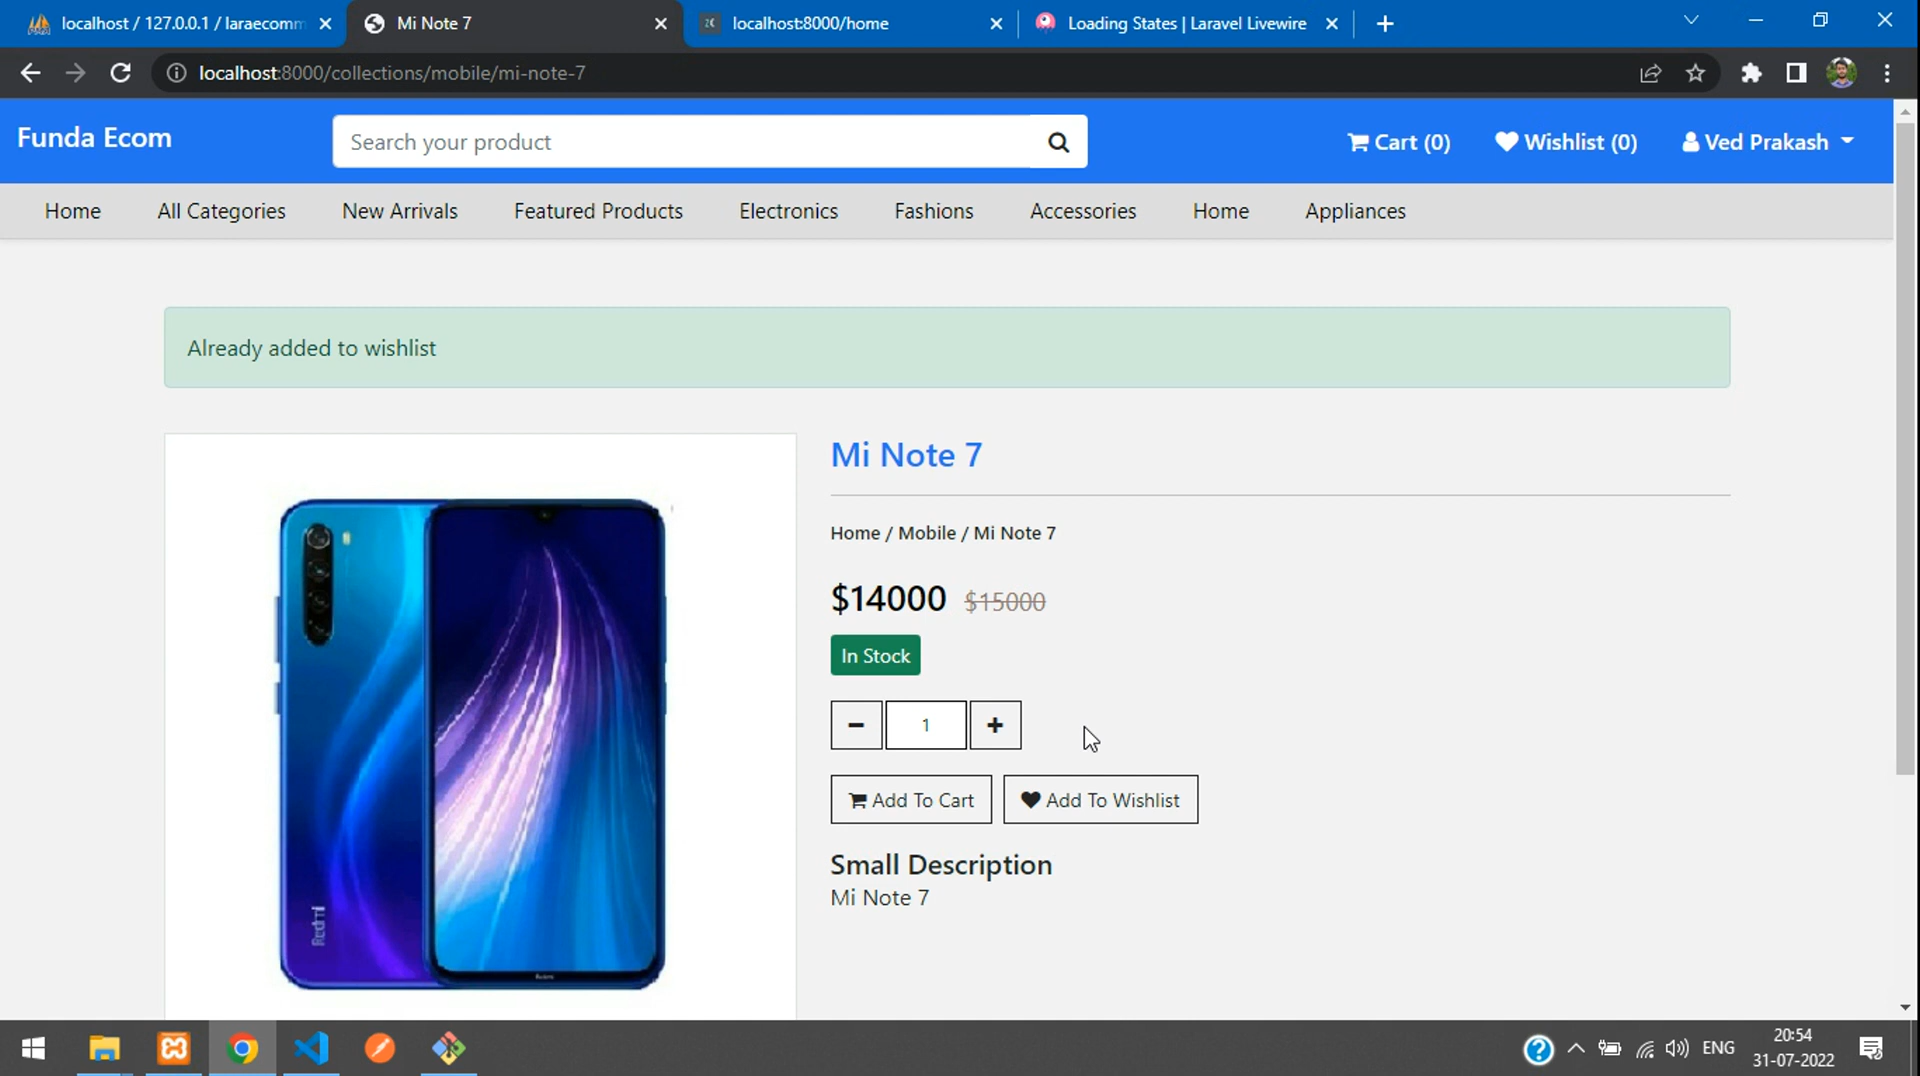 localhost / 127.0.0.1 / laraecomm
Mi Note 7
localhost:8000/home
Loading States | Laravel Livewire
localhost:8000/collections/mobile/mi-note-7
Funda Ecom
Search your product
Cart (0)
Wishlist (0)
Ved Prakash
Home
All Categories
New Arrivals
Featured Products
Electronics
Fashions
Accessories
Home
Appliances
Already added to wishlist
Mi Note 7
Home / Mobile / Mi Note 7
$14000 $15000
In Stock
1
Add To Cart
Add To Wishlist
Small Description
Mi Note 7
Redmi
ENG
20:54
31-07-2022